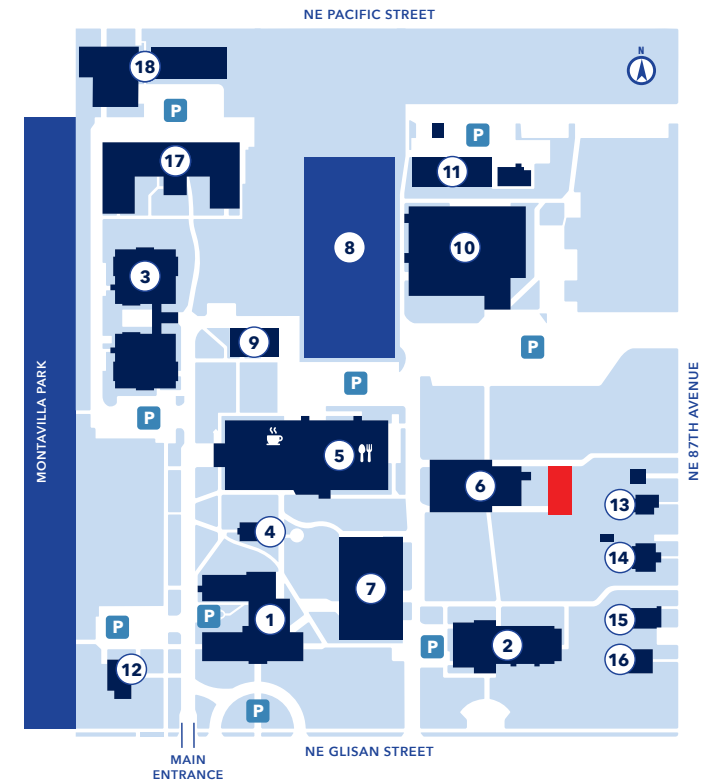 NE PACIFIC STREET
N
18
P
P
17
11
8
10
3
9
P
P
P
MONTAVILLA PARK
NE 87TH AVENUE
5
6
13
4
14
7
P
1
P
15
P
2
16
12
P
NE GLISAN STREET
MAIN
ENTRANCE